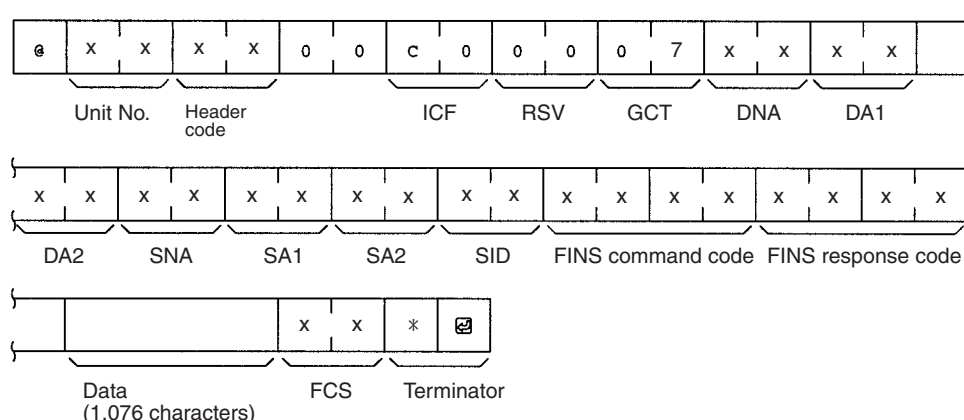 @ x x x x 0 0 C 0 0 0 0 7 x x x x
Unit No. Header code ICF RSV GCT DNA DA1
x x x x x x x x x x x x x x x x x x
DA2 SNA SA1 SA2 SID FINS command code FINS response code
x x * ↵
Data (1,076 characters) FCS Terminator